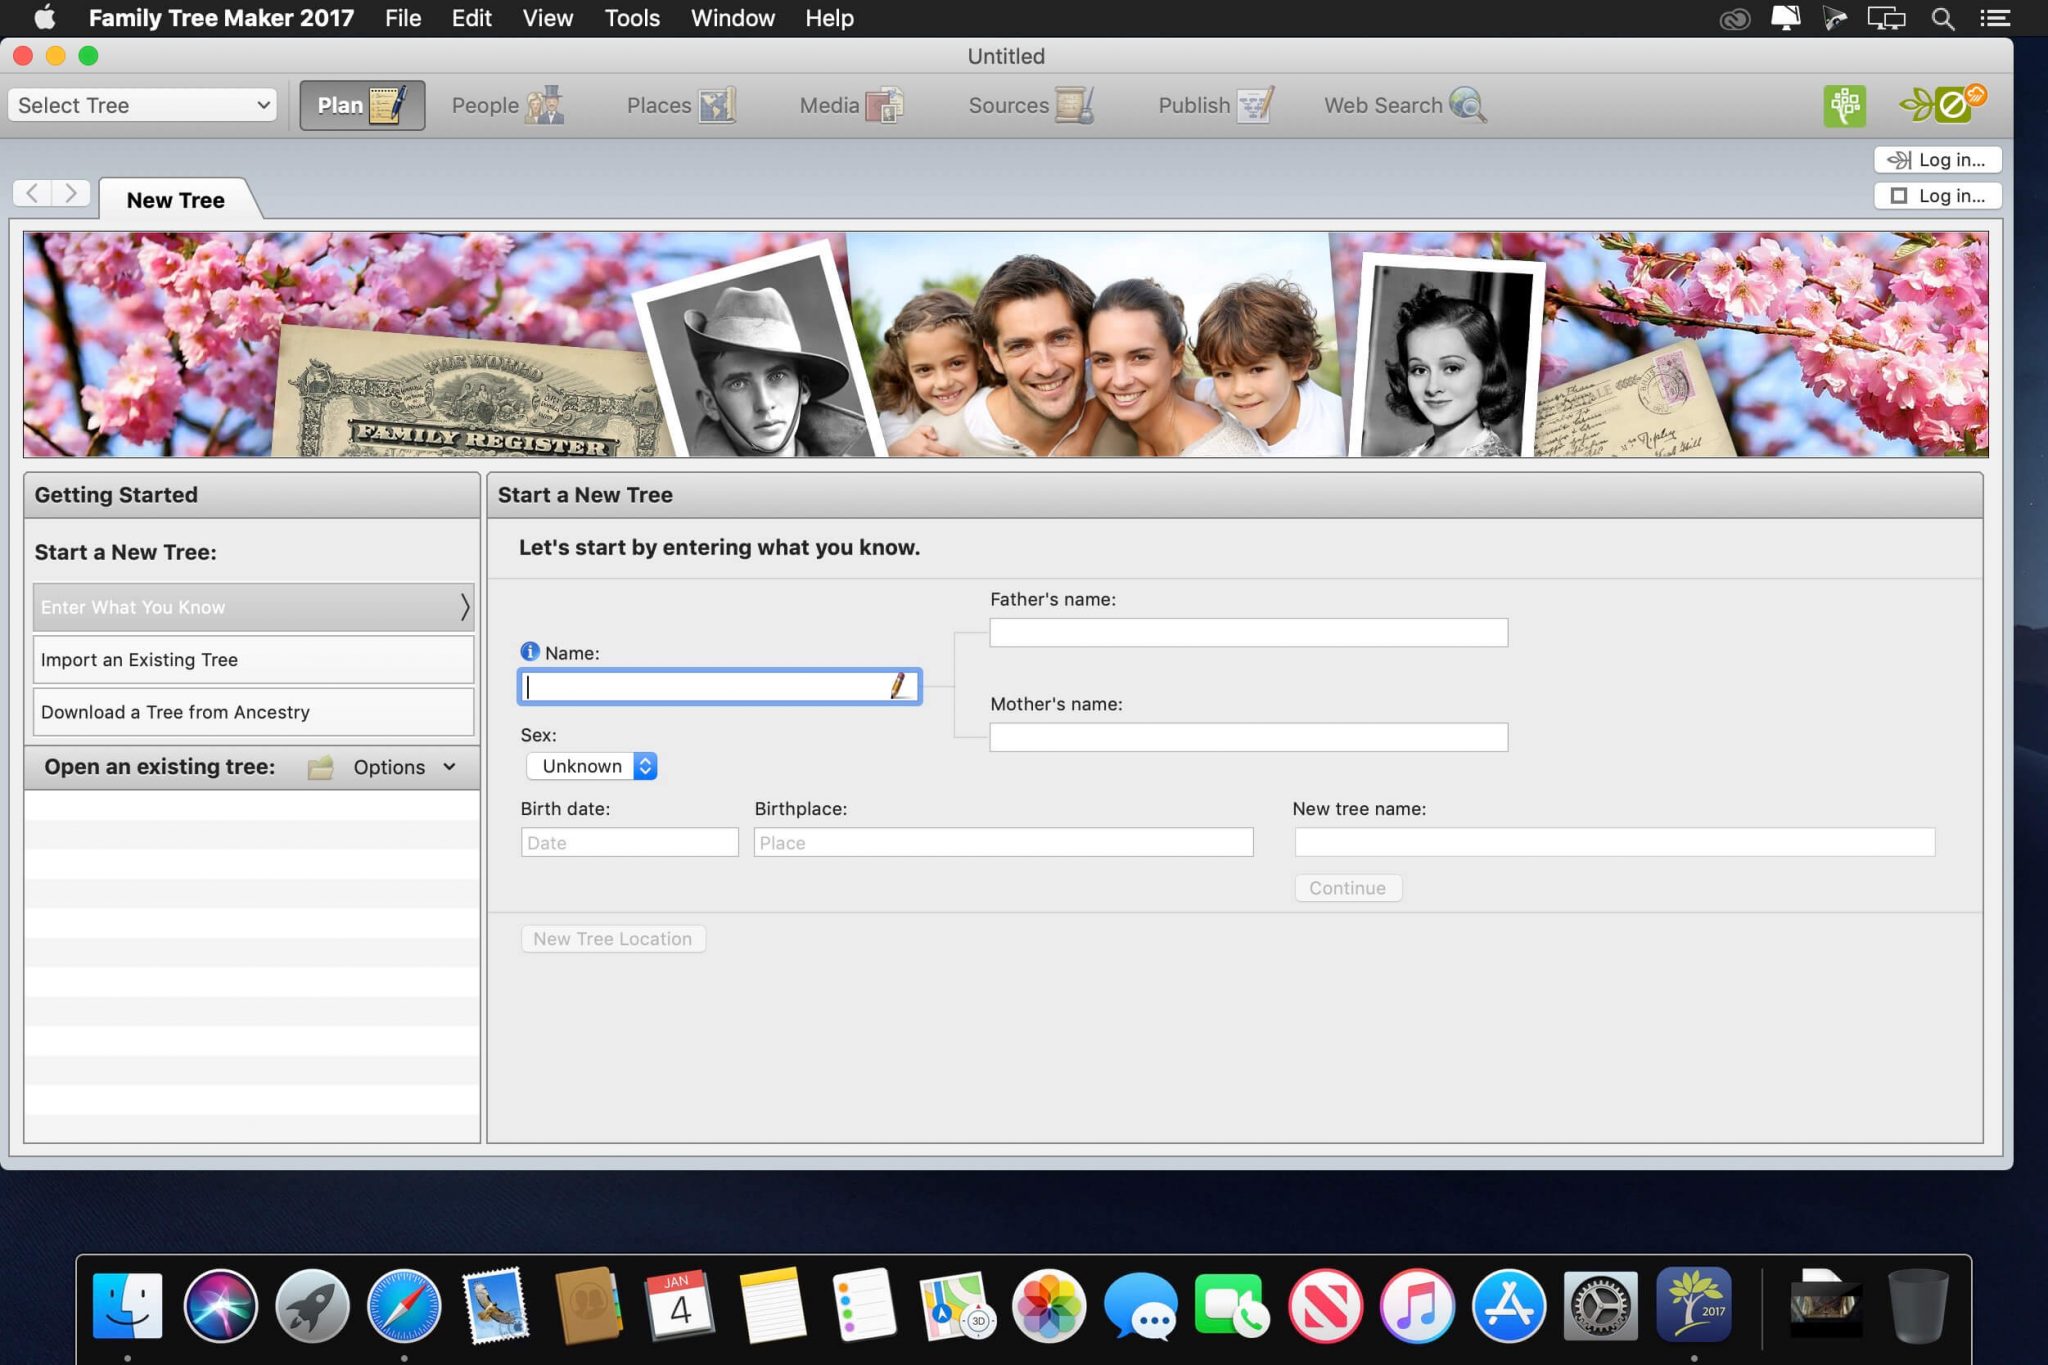 Family Tree Maker 2017 File Edit View Tools Window Help
Untitled
Select Tree Plan People Places Media Sources Publish Web Search
Log in...
Log in...
New Tree
THE WORLD
FAMILY REGISTER
Getting Started
Start a New Tree:
Enter What You Know
Import an Existing Tree
Download a Tree from Ancestry
Open an existing tree: Options
Start a New Tree
Let's start by entering what you know.
Father's name:
Name:
Mother's name:
Sex:
Unknown
Birth date: Birthplace: New tree name:
Date Place
Continue
New Tree Location
JAN
4
3D
2017